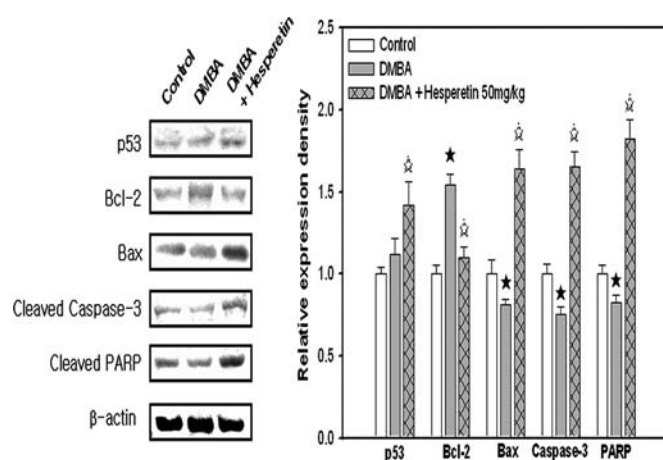 Control
DMBA
DMBA
+ Hesperetin
p53
Bcl-2
Bax
Cleaved Caspase-3
Cleaved PARP
β-actin
Control
DMBA
DMBA + Hesperetin 50mg/kg
Relative expression density
2.5
2.0
1.5
1.0
0.5
0.0
p53 Bcl-2 Bax Caspase-3 PARP